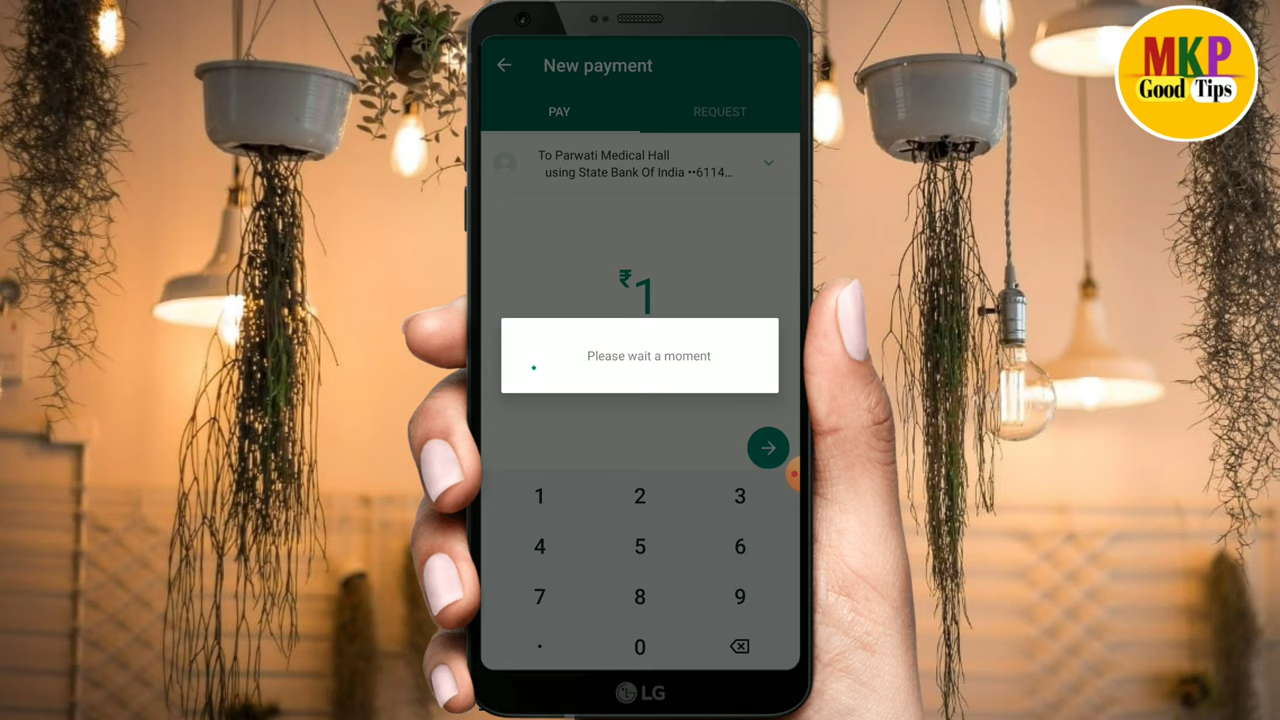 MKP
Good Tips
New payment
PAY REQUEST
To Parwati Medical Hall
using State Bank Of India ••6114...
₹1
Please wait a moment
1 2 3
4 5 6
7 8 9
. 0
LG